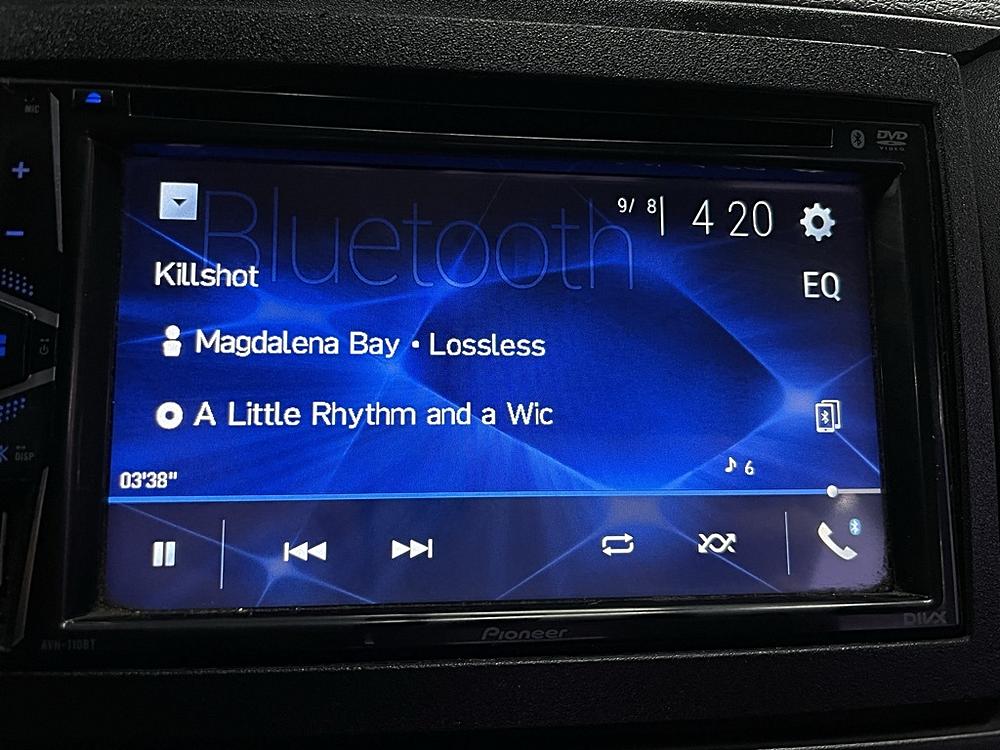 MIC
DVD
VIDEO
Bluetooth
9/ 8 4 20
Killshot
EQ
Magdalena Bay • Lossless
A Little Rhythm and a Wic
DISP
03'38"
6
Pioneer
DIVX
AVH-110BT